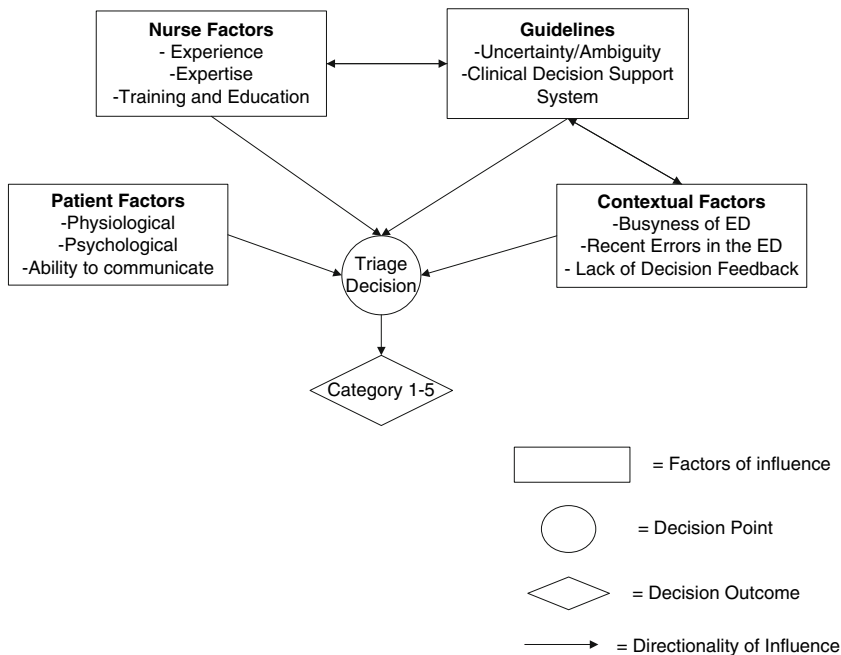 Nurse Factors
- Experience
-Expertise
-Training and Education
Guidelines
-Uncertainty/Ambiguity
-Clinical Decision Support
System
Patient Factors
-Physiological
-Psychological
-Ability to communicate
Contextual Factors
-Busyness of ED
-Recent Errors in the ED
- Lack of Decision Feedback
Triage
Decision
Category 1-5
= Factors of influence
= Decision Point
= Decision Outcome
= Directionality of Influence